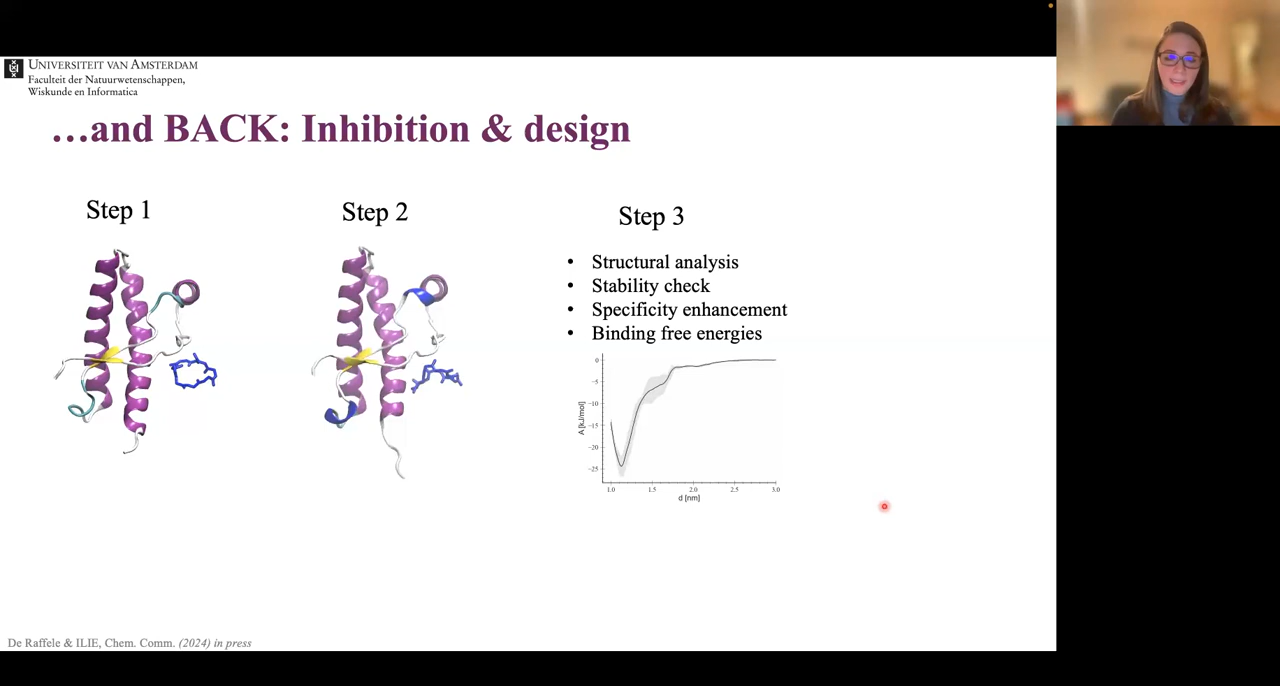 UNIVERSITEIT VAN AMSTERDAM
Faculteit der Natuurwetenschappen,
Wiskunde en Informatica
…and BACK: Inhibition & design
Step 1
Step 2
Step 3
• Structural analysis
• Stability check
• Specificity enhancement
• Binding free energies
0
−5
−10
−15
−20
−25
A [kJ/mol]
1.0 1.5 2.0 2.5 3.0
d [nm]
De Raffele & ILIE, Chem. Comm. (2024) in press